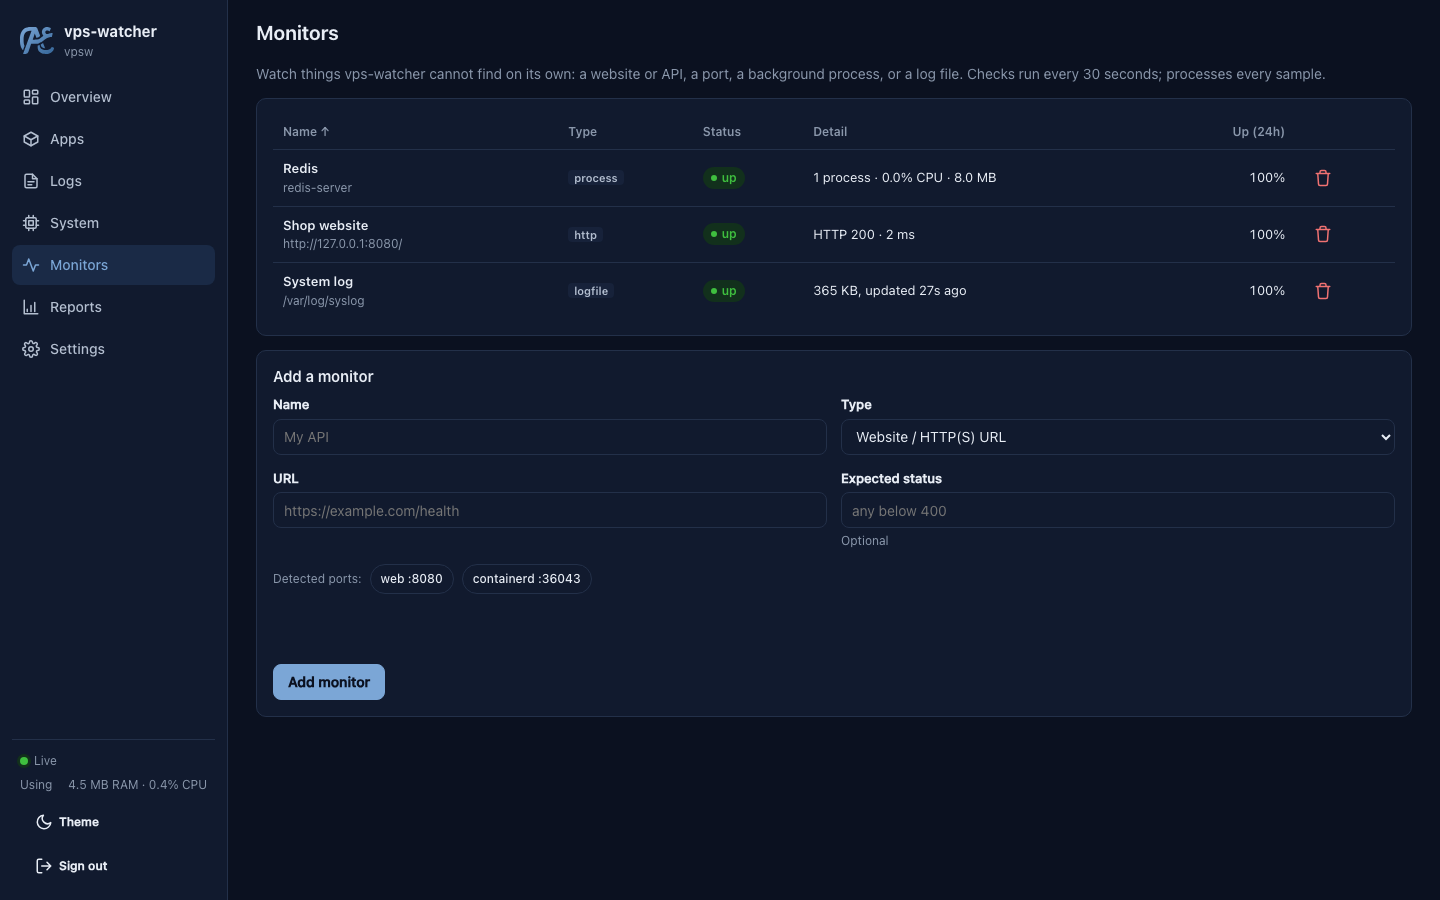 vps-watcher
vpsw
Overview
Apps
Logs
System
Monitors
Reports
Settings
Live
Using 4.5 MB RAM · 0.4% CPU
Theme
Sign out
Monitors
Watch things vps-watcher cannot find on its own: a website or API, a port, a background process, or a log file. Checks run every 30 seconds; processes every sample.
Name ↑ Type Status Detail Up (24h)
Redis
redis-server
process up 1 process · 0.0% CPU · 8.0 MB 100%
Shop website
http://127.0.0.1:8080/
http up HTTP 200 · 2 ms 100%
System log
/var/log/syslog
logfile up 365 KB, updated 27s ago 100%
Add a monitor
Name Type
My API Website / HTTP(S) URL
URL Expected status
https://example.com/health any below 400
Optional
Detected ports: web :8080 containerd :36043
Add monitor